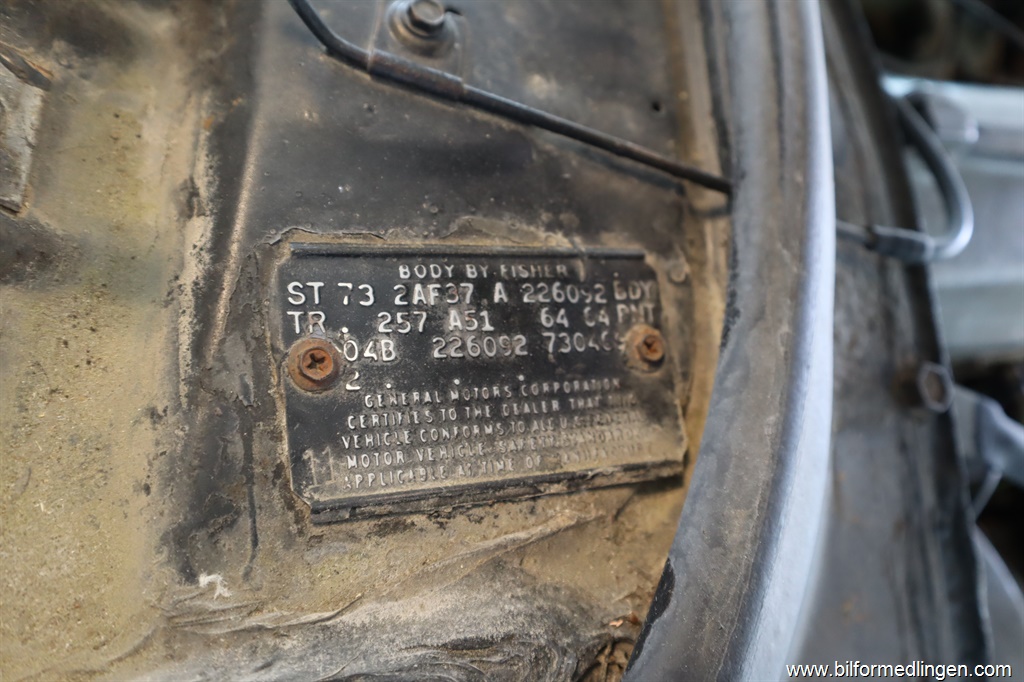 BODY BY FISHER
ST 73 2AF37 A 226092 BDY
TR. 257 A51 64 64 PNT
04B 226092
2
GENERAL MOTORS CORPORATION
CERTIFIES TO THE DEALER THAT THIS
VEHICLE CONFORMS TO ALL U.S.
MOTOR VEHICLE SAFETY
11 APPLICABLE AT TIME OF
www.bilformedlingen.com